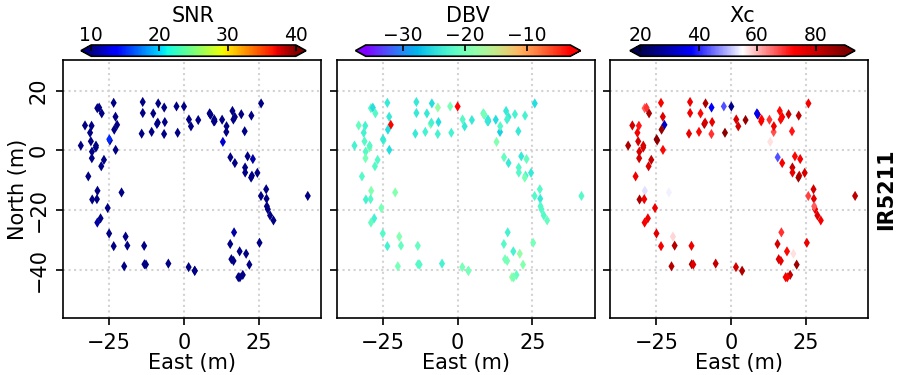 SNR DBV Xc
10 20 30 40 −30 −20 −10 20 40 60 80
20
0
−20
−40
North (m)
IR5211
−25 0 25 −25 0 25 −25 0 25
East (m) East (m) East (m)